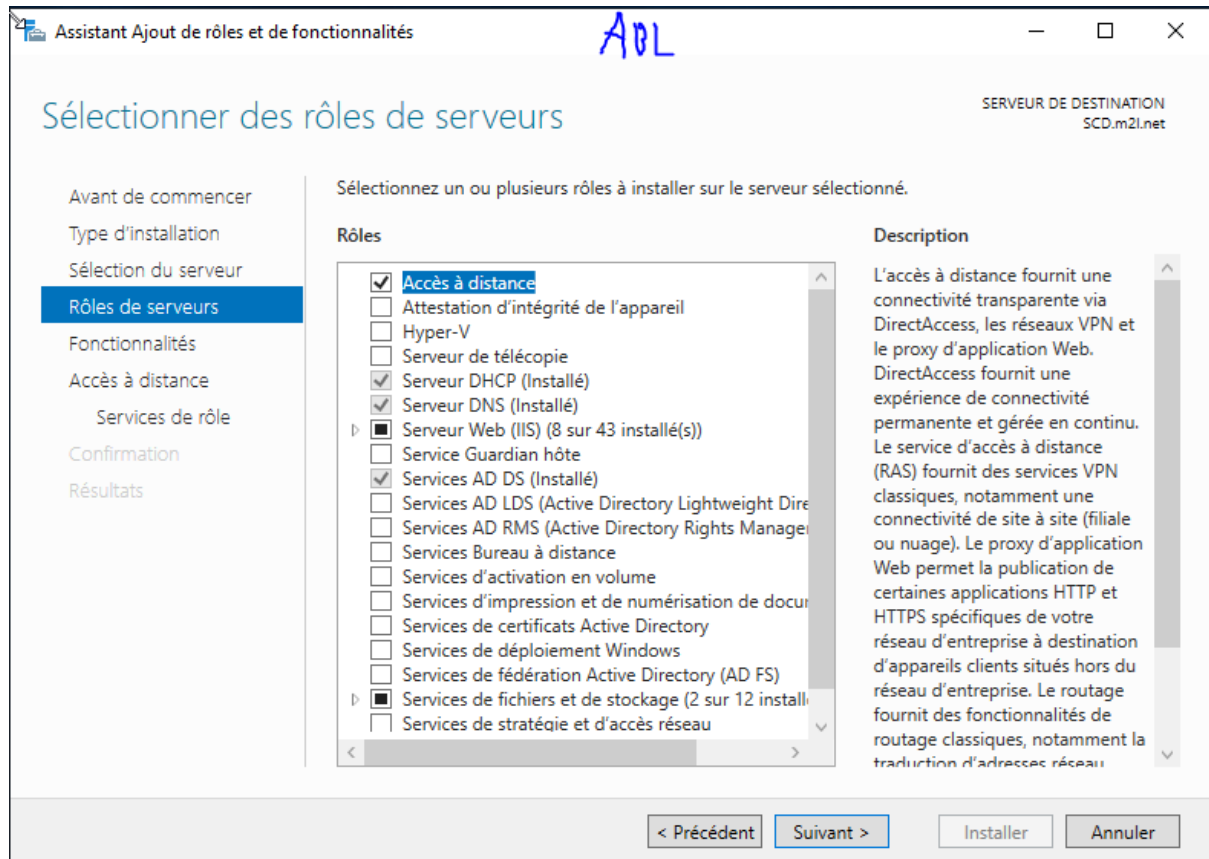 Assistant Ajout de rôles et de fonctionnalités
ABL
Sélectionner des rôles de serveurs
SERVEUR DE DESTINATION
SCD.m2l.net
Avant de commencer
Type d'installation
Sélection du serveur
Rôles de serveurs
Fonctionnalités
Accès à distance
Services de rôle
Confirmation
Résultats
Sélectionnez un ou plusieurs rôles à installer sur le serveur sélectionné.
Rôles
Accès à distance
Attestation d'intégrité de l'appareil
Hyper-V
Serveur de télécopie
Serveur DHCP (Installé)
Serveur DNS (Installé)
Serveur Web (IIS) (8 sur 43 installé(s))
Service Guardian hôte
Services AD DS (Installé)
Services AD LDS (Active Directory Lightweight Dire
Services AD RMS (Active Directory Rights Manage
Services Bureau à distance
Services d'activation en volume
Services d'impression et de numérisation de docu
Services de certificats Active Directory
Services de déploiement Windows
Services de fédération Active Directory (AD FS)
Services de fichiers et de stockage (2 sur 12 install
Services de stratégie et d'accès réseau
Description
L'accès à distance fournit une
connectivité transparente via
DirectAccess, les réseaux VPN et
le proxy d'application Web.
DirectAccess fournit une
expérience de connectivité
permanente et gérée en continu.
Le service d'accès à distance
(RAS) fournit des services VPN
classiques, notamment une
connectivité de site à site (filiale
ou nuage). Le proxy d'application
Web permet la publication de
certaines applications HTTP et
HTTPS spécifiques de votre
réseau d'entreprise à destination
d'appareils clients situés hors du
réseau d'entreprise. Le routage
fournit des fonctionnalités de
routage classiques, notamment la
traduction d'adresses réseau
< Précédent
Suivant >
Installer
Annuler